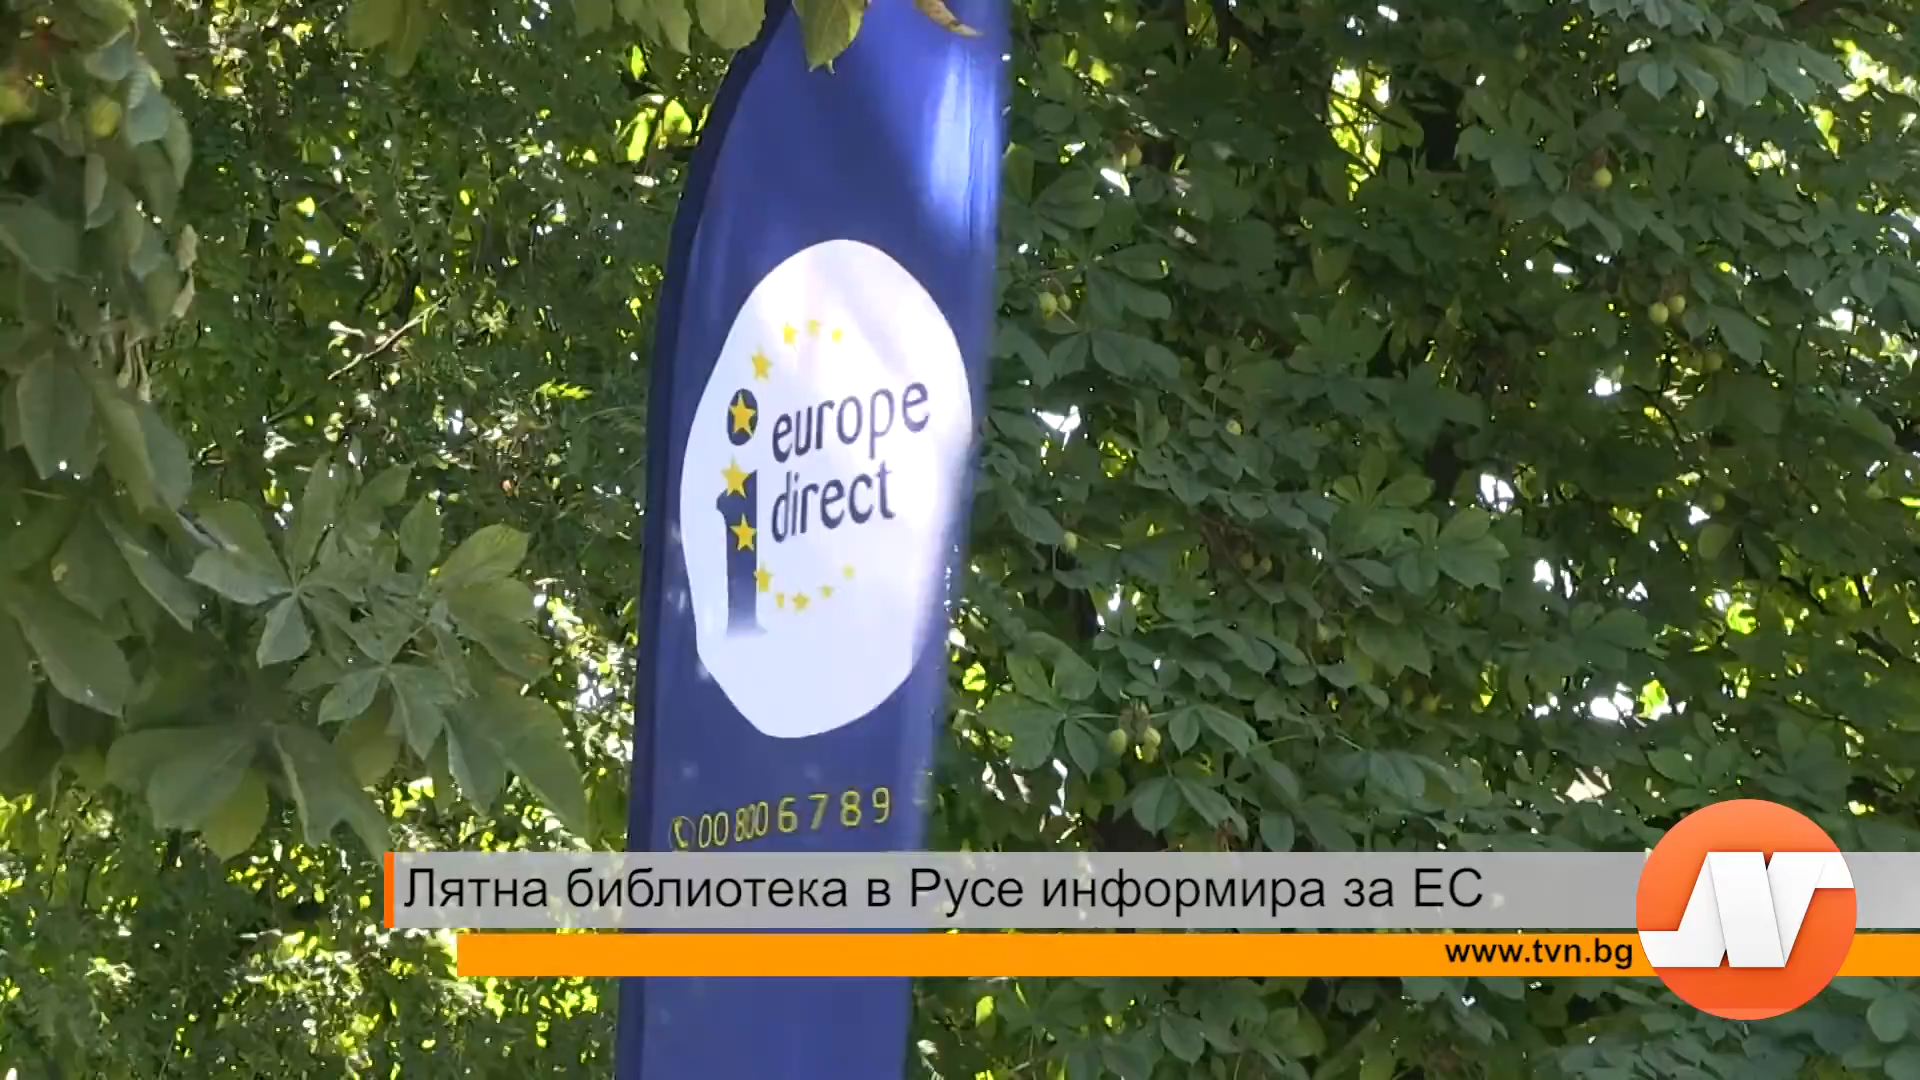 europe
direct
00 800 6 7 8 9
Лятна библиотека в Русе информира за ЕС
www.tvn.bg